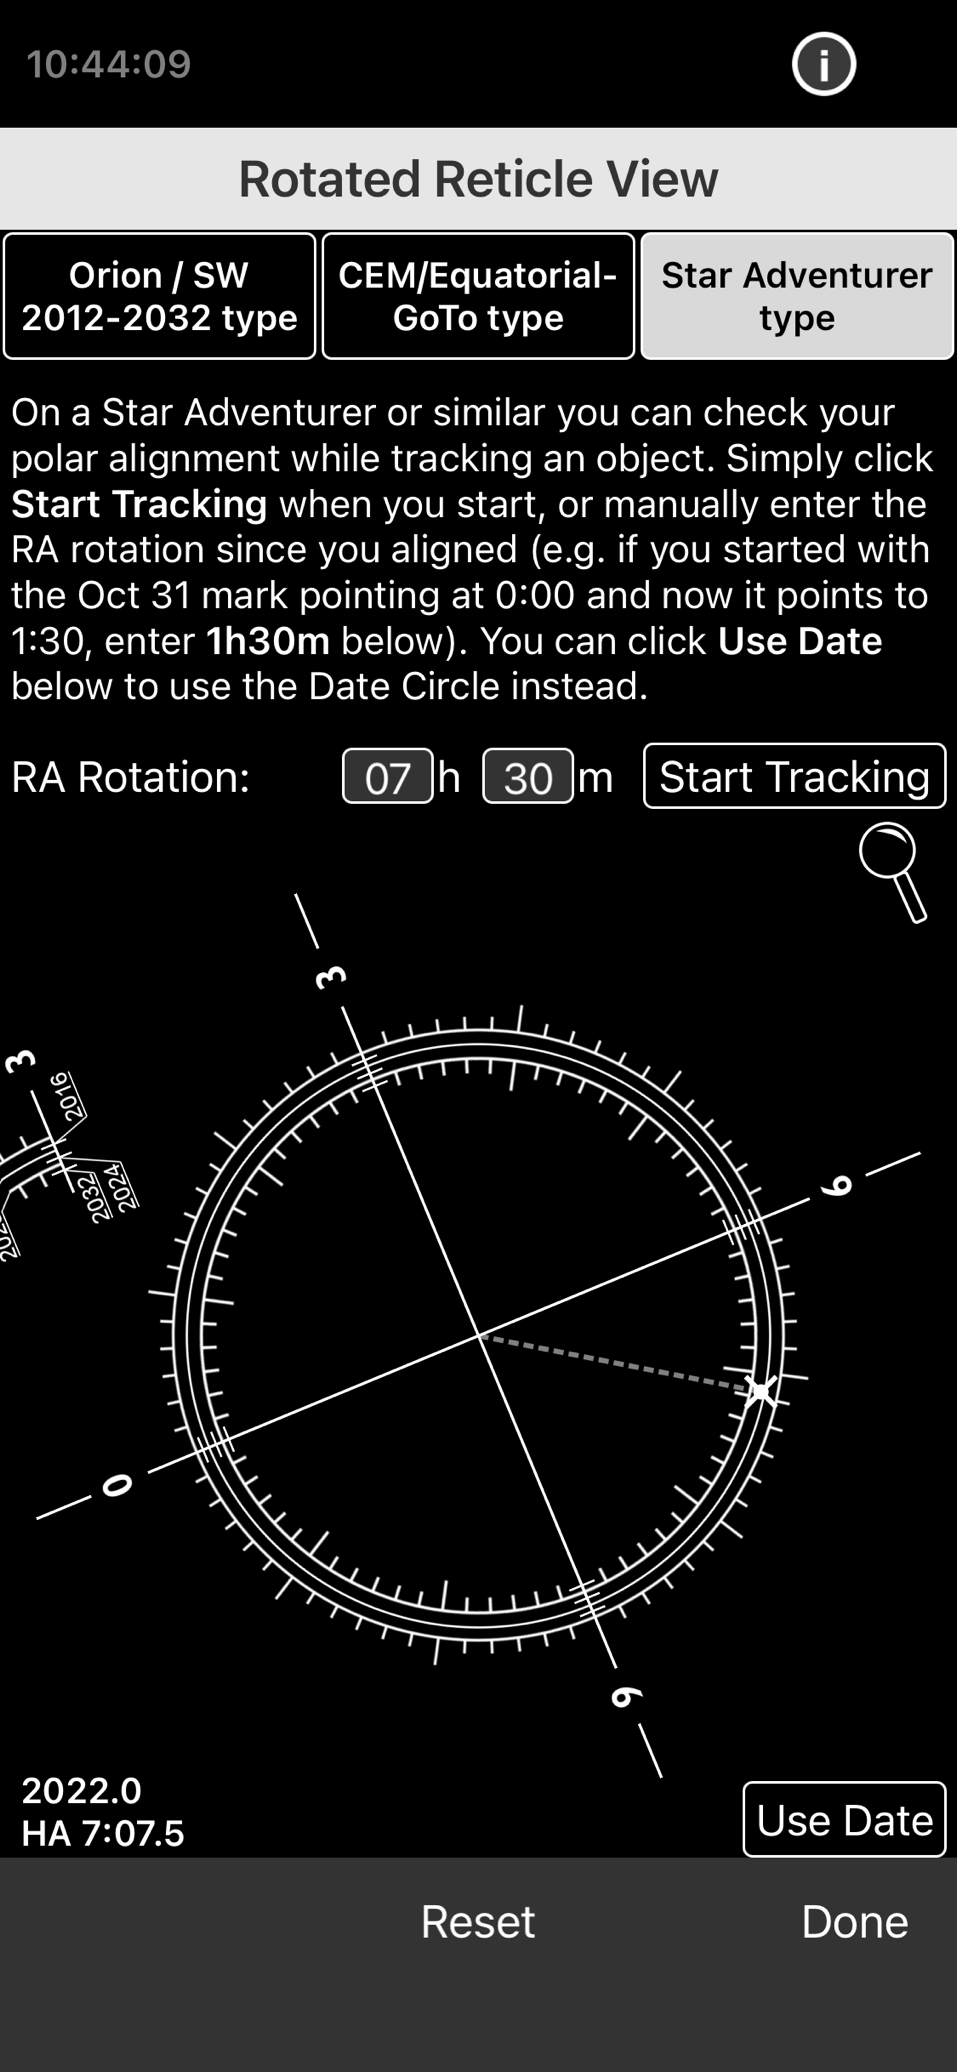 10:44:09
i
Rotated Reticle View
Orion / SW
2012-2032 type
CEM/Equatorial-
GoTo type
Star Adventurer
type
On a Star Adventurer or similar you can check your
polar alignment while tracking an object. Simply click
Start Tracking when you start, or manually enter the
RA rotation since you aligned (e.g. if you started with
the Oct 31 mark pointing at 0:00 and now it points to
1:30, enter 1h30m below). You can click Use Date
below to use the Date Circle instead.
RA Rotation: 07 h 30 m Start Tracking
3
3
2016
2024
2032
9
0
6
2022.0
HA 7:07.5
Use Date
Reset
Done